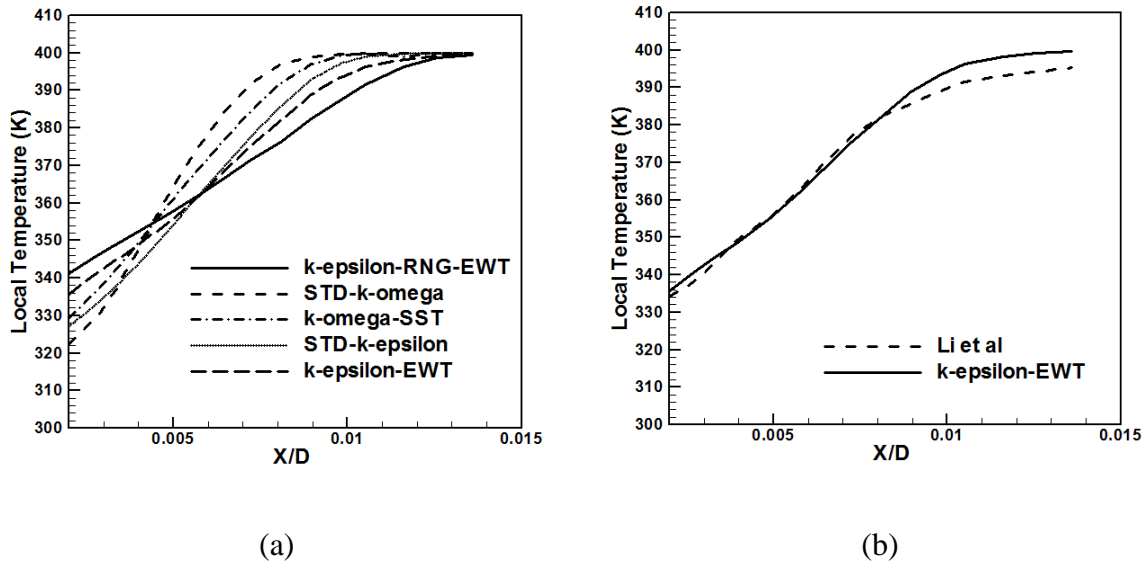 410
400
390
380
370
360
350
340
330
320
310
300
Local Temperature (K)
0.005
0.01
0.015
X/D
k-epsilon-RNG-EWT
STD-k-omega
k-omega-SST
STD-k-epsilon
k-epsilon-EWT
(a)
410
400
390
380
370
360
350
340
330
320
310
300
Local Temperature (K)
0.005
0.01
0.015
X/D
Li et al
k-epsilon-EWT
(b)